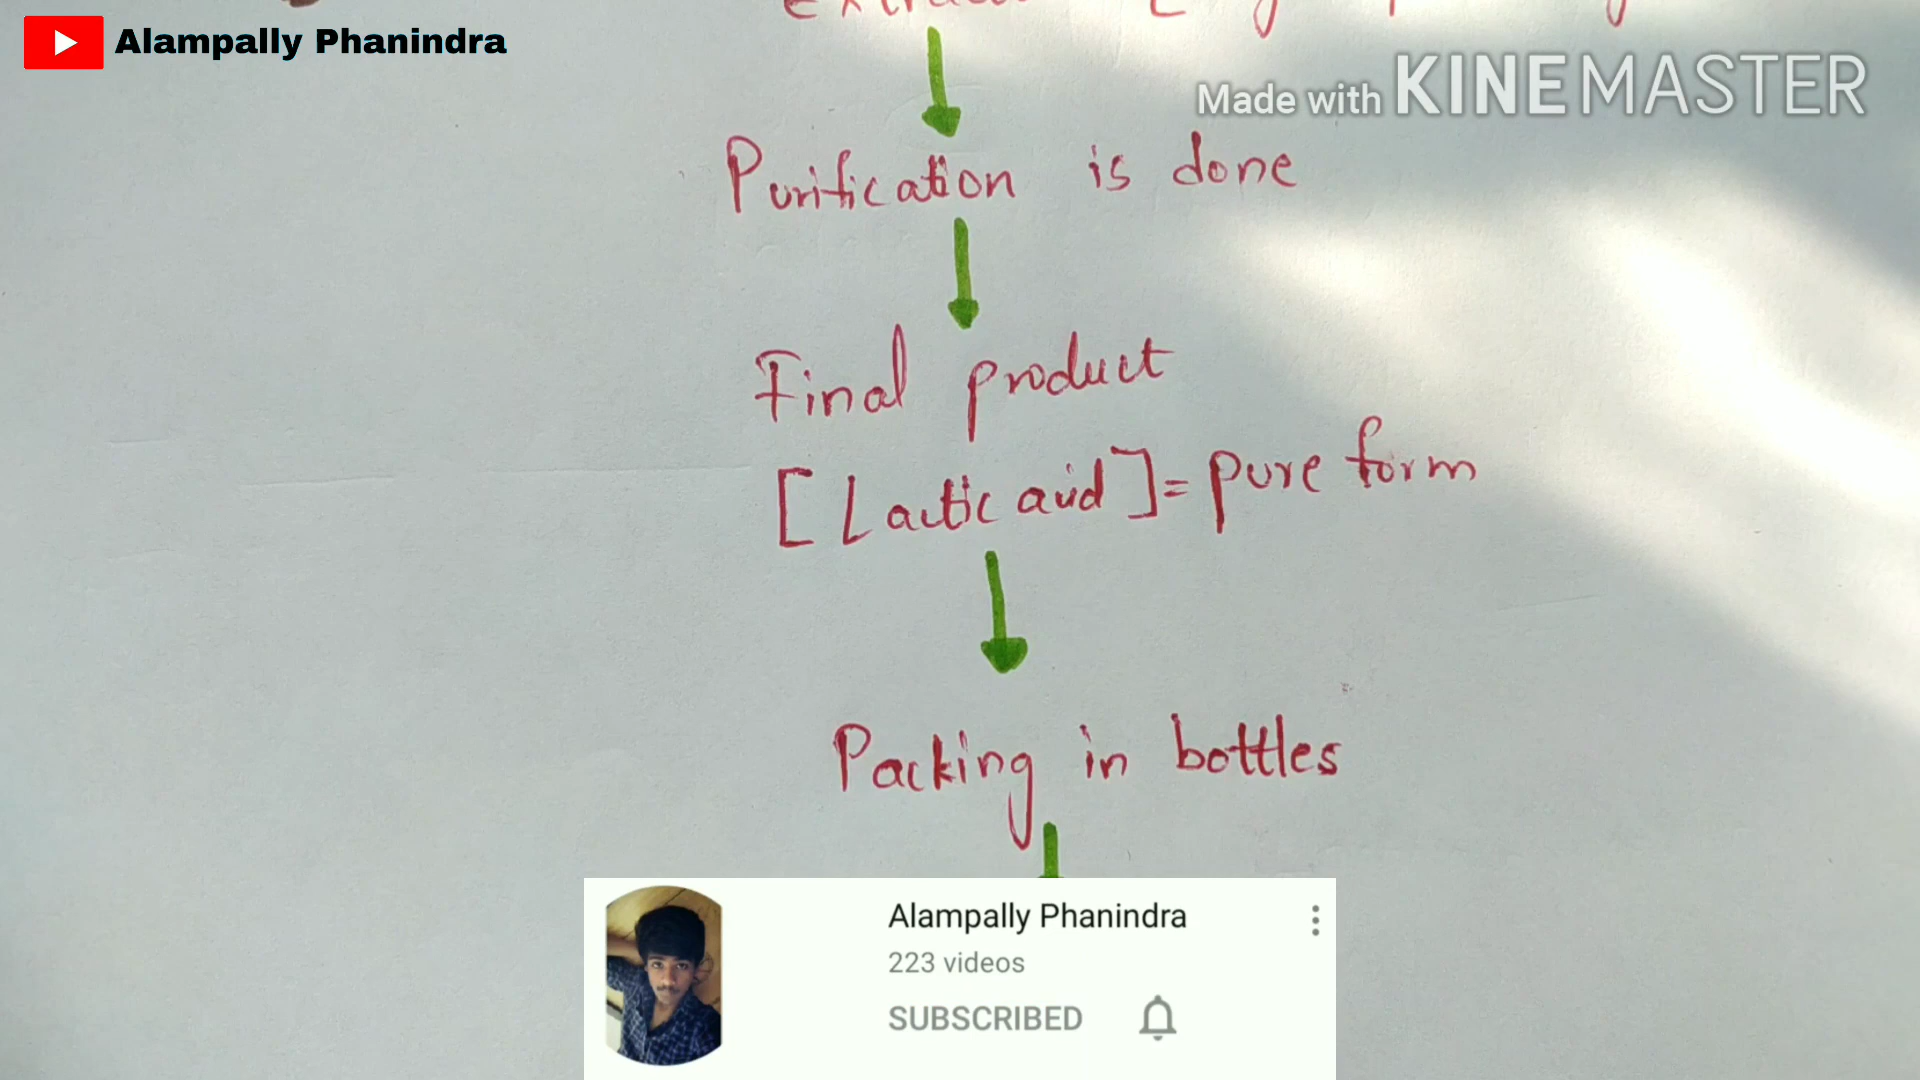 Alampally Phanindra
Made with KINEMASTER
Purification is done
Final product
[Lactic acid] = pure form
Packing in bottles
Alampally Phanindra
223 videos
SUBSCRIBED